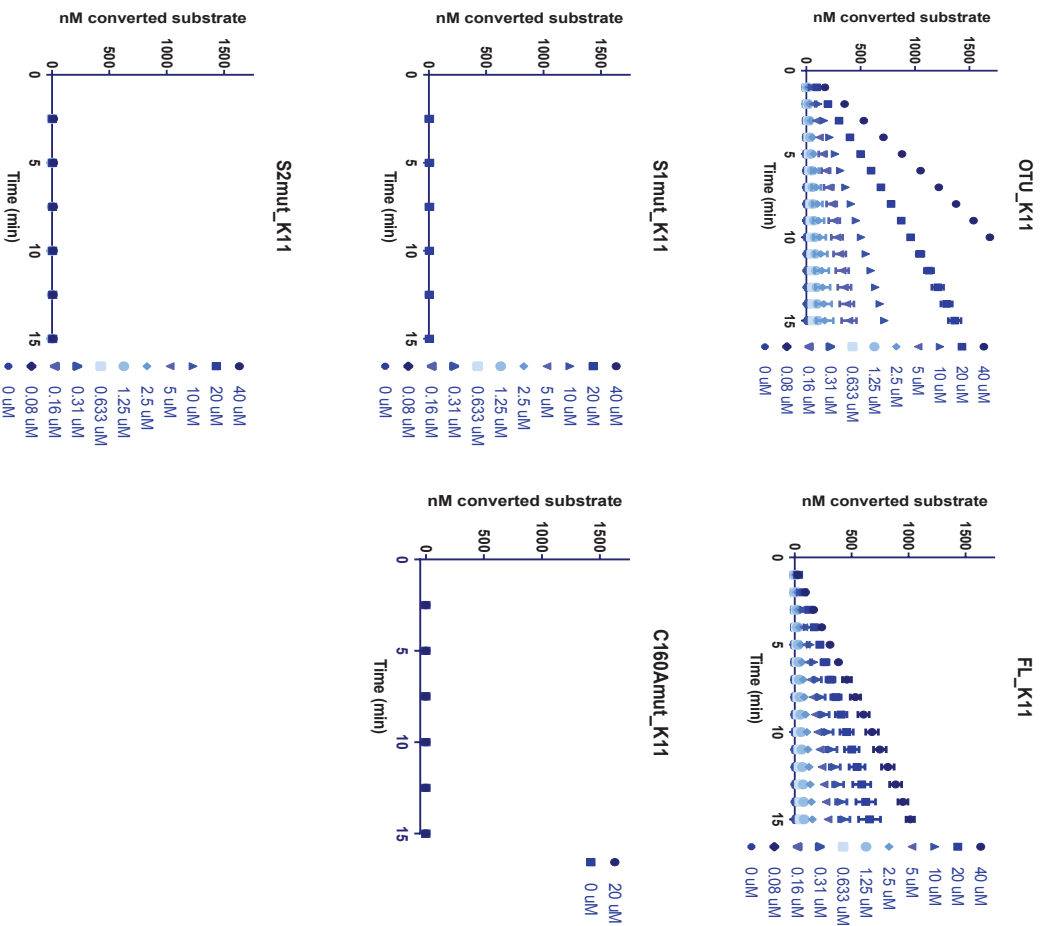 OTU_K11
nM converted substrate
1500
1000
500
0
0
5
10
15
Time (min)
40 uM
20 uM
10 uM
5 uM
2.5 uM
1.25 uM
0.633 uM
0.31 uM
0.16 uM
0.08 uM
0 uM
FL_K11
nM converted substrate
1500
1000
500
0
0
5
10
15
Time (min)
40 uM
20 uM
10 uM
5 uM
2.5 uM
1.25 uM
0.633 uM
0.31 uM
0.16 uM
0.08 uM
0 uM
S1mut_K11
nM converted substrate
1500
1000
500
0
0
5
10
15
Time (min)
40 uM
20 uM
10 uM
5 uM
2.5 uM
1.25 uM
0.633 uM
0.31 uM
0.16 uM
0.08 uM
0 uM
C160Amut_K11
nM converted substrate
1500
1000
500
0
0
5
10
15
Time (min)
20 uM
0 uM
S2mut_K11
nM converted substrate
1500
1000
500
0
0
5
10
15
Time (min)
40 uM
20 uM
10 uM
5 uM
2.5 uM
1.25 uM
0.633 uM
0.31 uM
0.16 uM
0.08 uM
0 uM